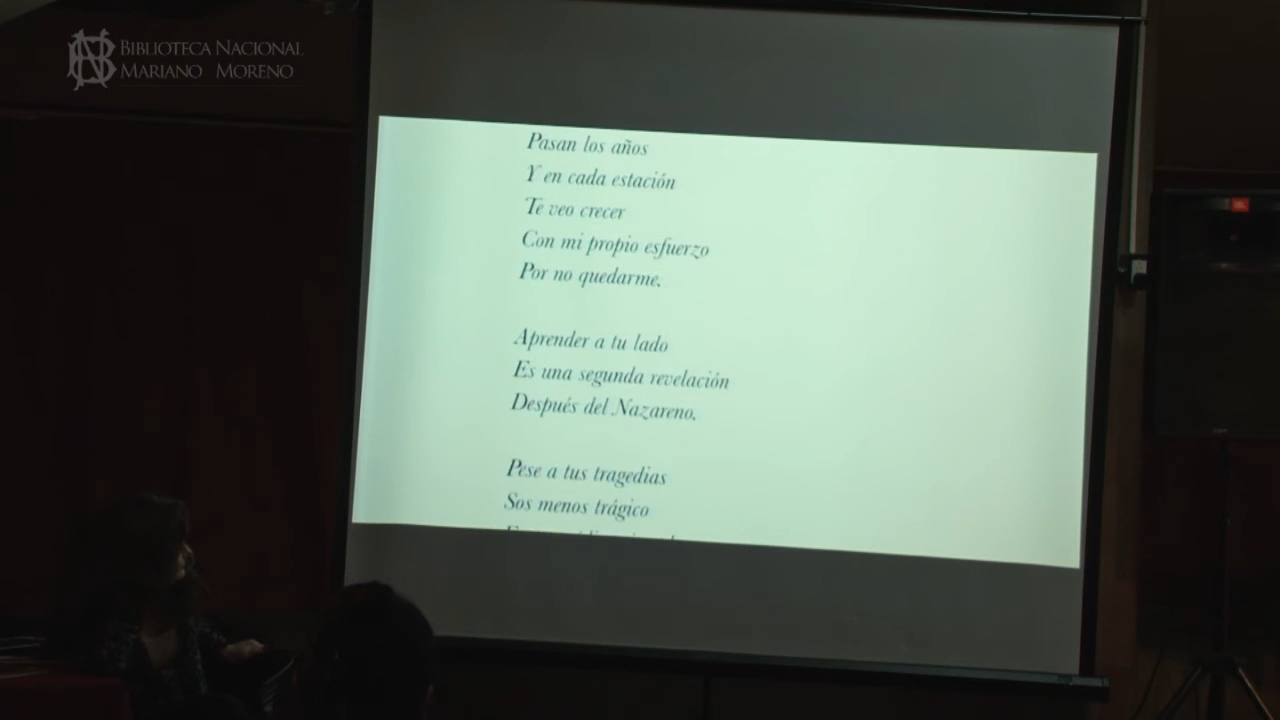 BIBLIOTECA NACIONAL
MARIANO MORENO
Pasan los años
Y en cada estación
Te veo crecer
Con mi propio esfuerzo
Por no quedarme.
Aprender a tu lado
Es una segunda revelación
Después del Nazareno.
Pese a tus tragedias
Sos menos trágico